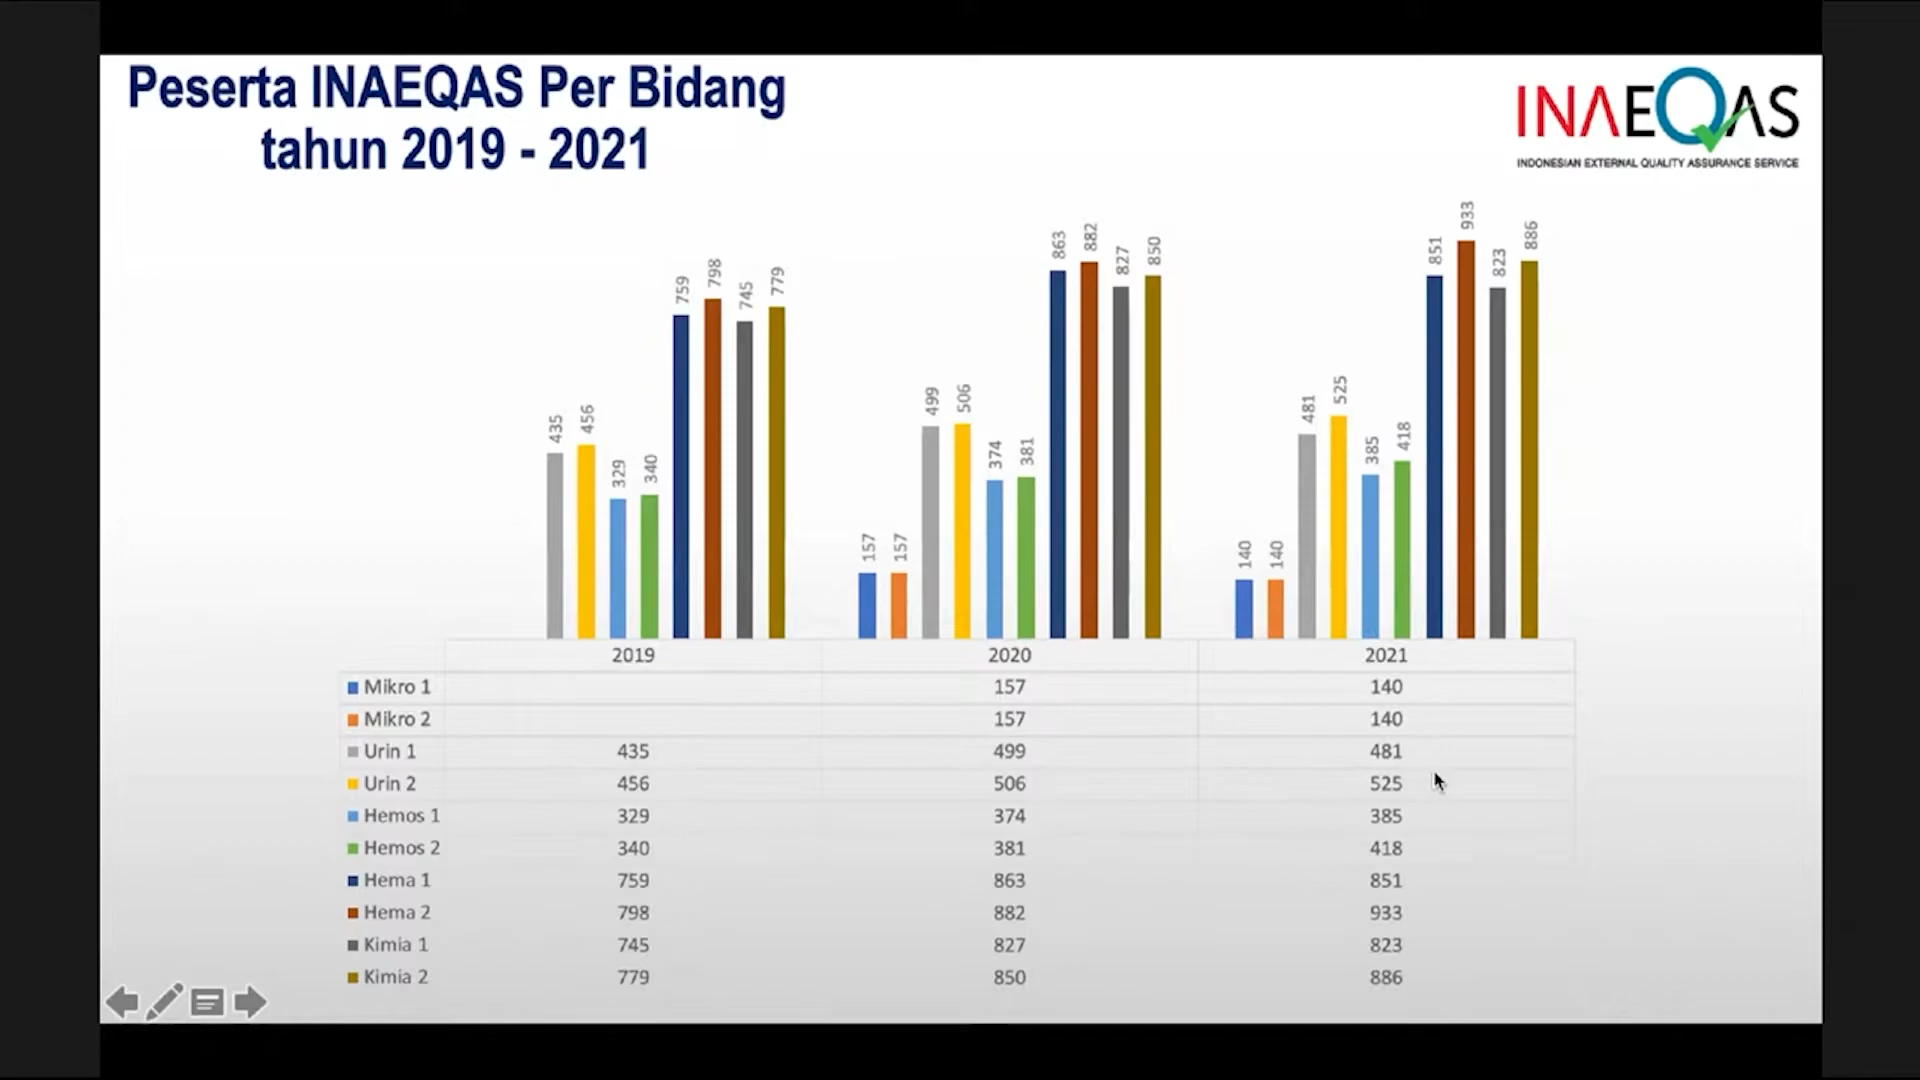 Peserta INAEQAS Per Bidang
tahun 2019 - 2021
INAEQAS
INDONESIAN EXTERNAL QUALITY ASSURANCE SERVICE
435 456 329 340 759 798 745 779
157 157 499 506 374 381 863 882 827 850
140 140 481 525 385 418 851 933 823 886
2019 2020 2021
Mikro 1 157 140
Mikro 2 157 140
Urin 1 435 499 481
Urin 2 456 506 525
Hemos 1 329 374 385
Hemos 2 340 381 418
Hema 1 759 863 851
Hema 2 798 882 933
Kimia 1 745 827 823
Kimia 2 779 850 886